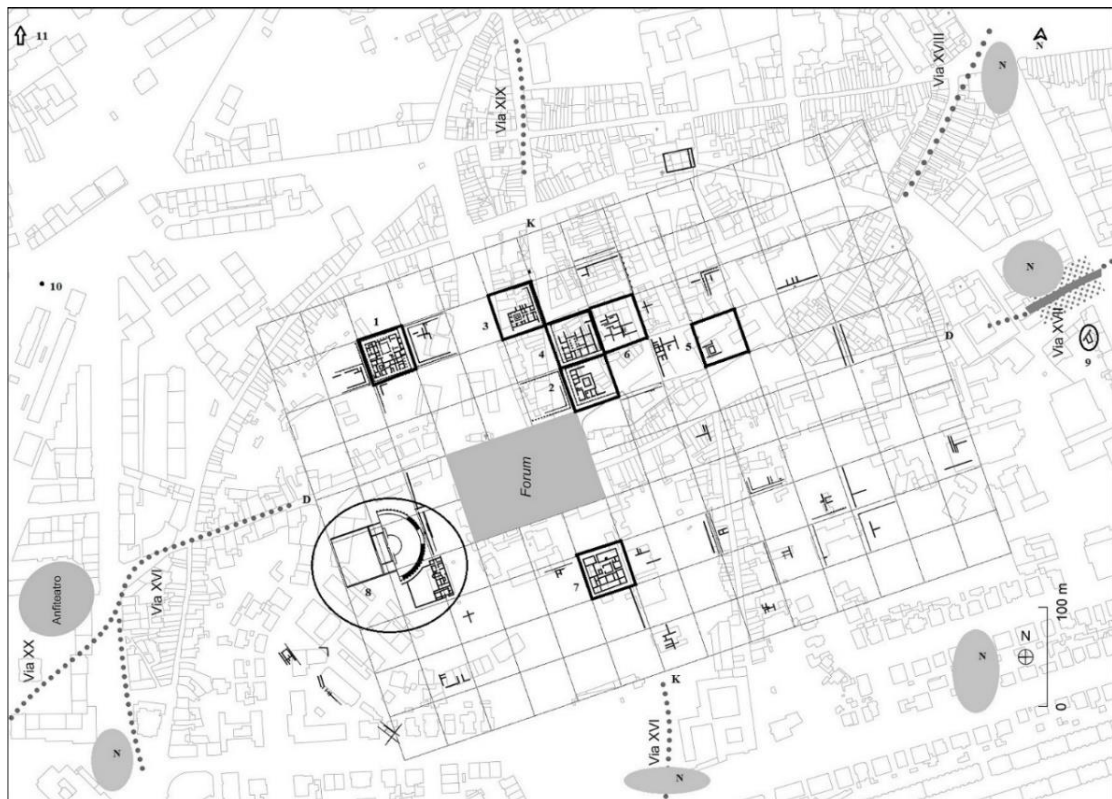 11
Via XIX
Via XVIII
N
N
K
N
10
1
3
Via XVII
4
6
5
D
9
2
Forum
D
8
7
Anfiteatro
Via XVI
Via XX
K
N
N
100 m
0
N
Via XVI
N